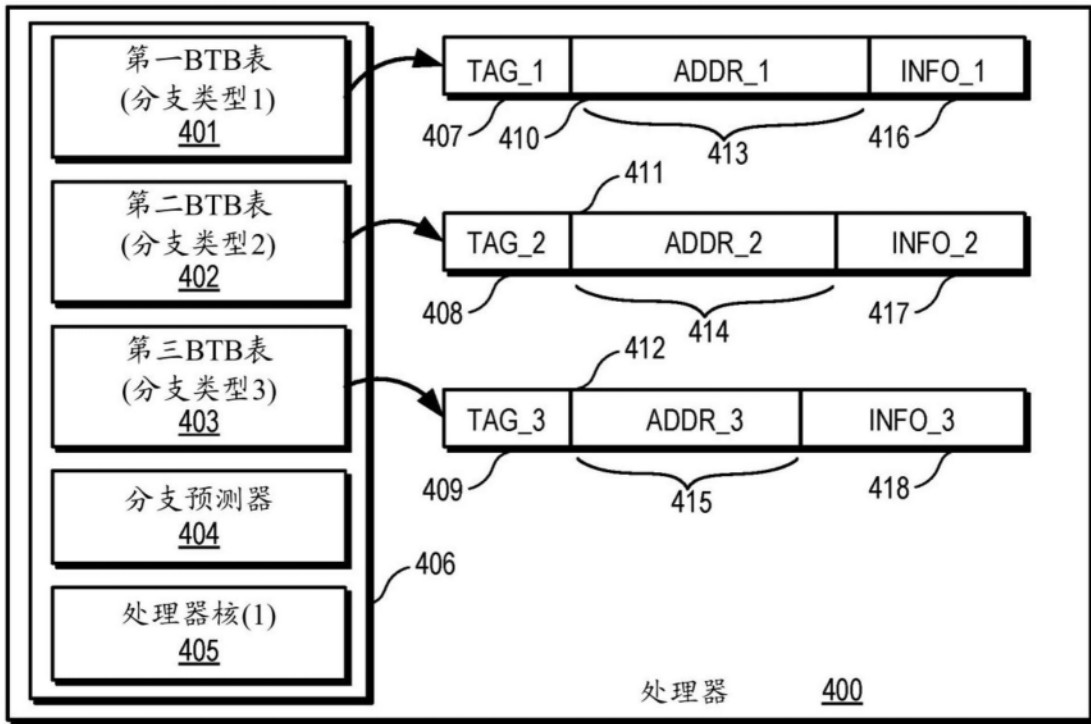 第一BTB表
(分支类型1)
401
TAG_1 ADDR_1 INFO_1
407 410 413 416
第二BTB表
(分支类型2)
402
411
TAG_2 ADDR_2 INFO_2
408 414 417
第三BTB表
(分支类型3)
403
412
TAG_3 ADDR_3 INFO_3
409 415 418
分支预测器
404
406
处理器核(1)
405
处理器 400